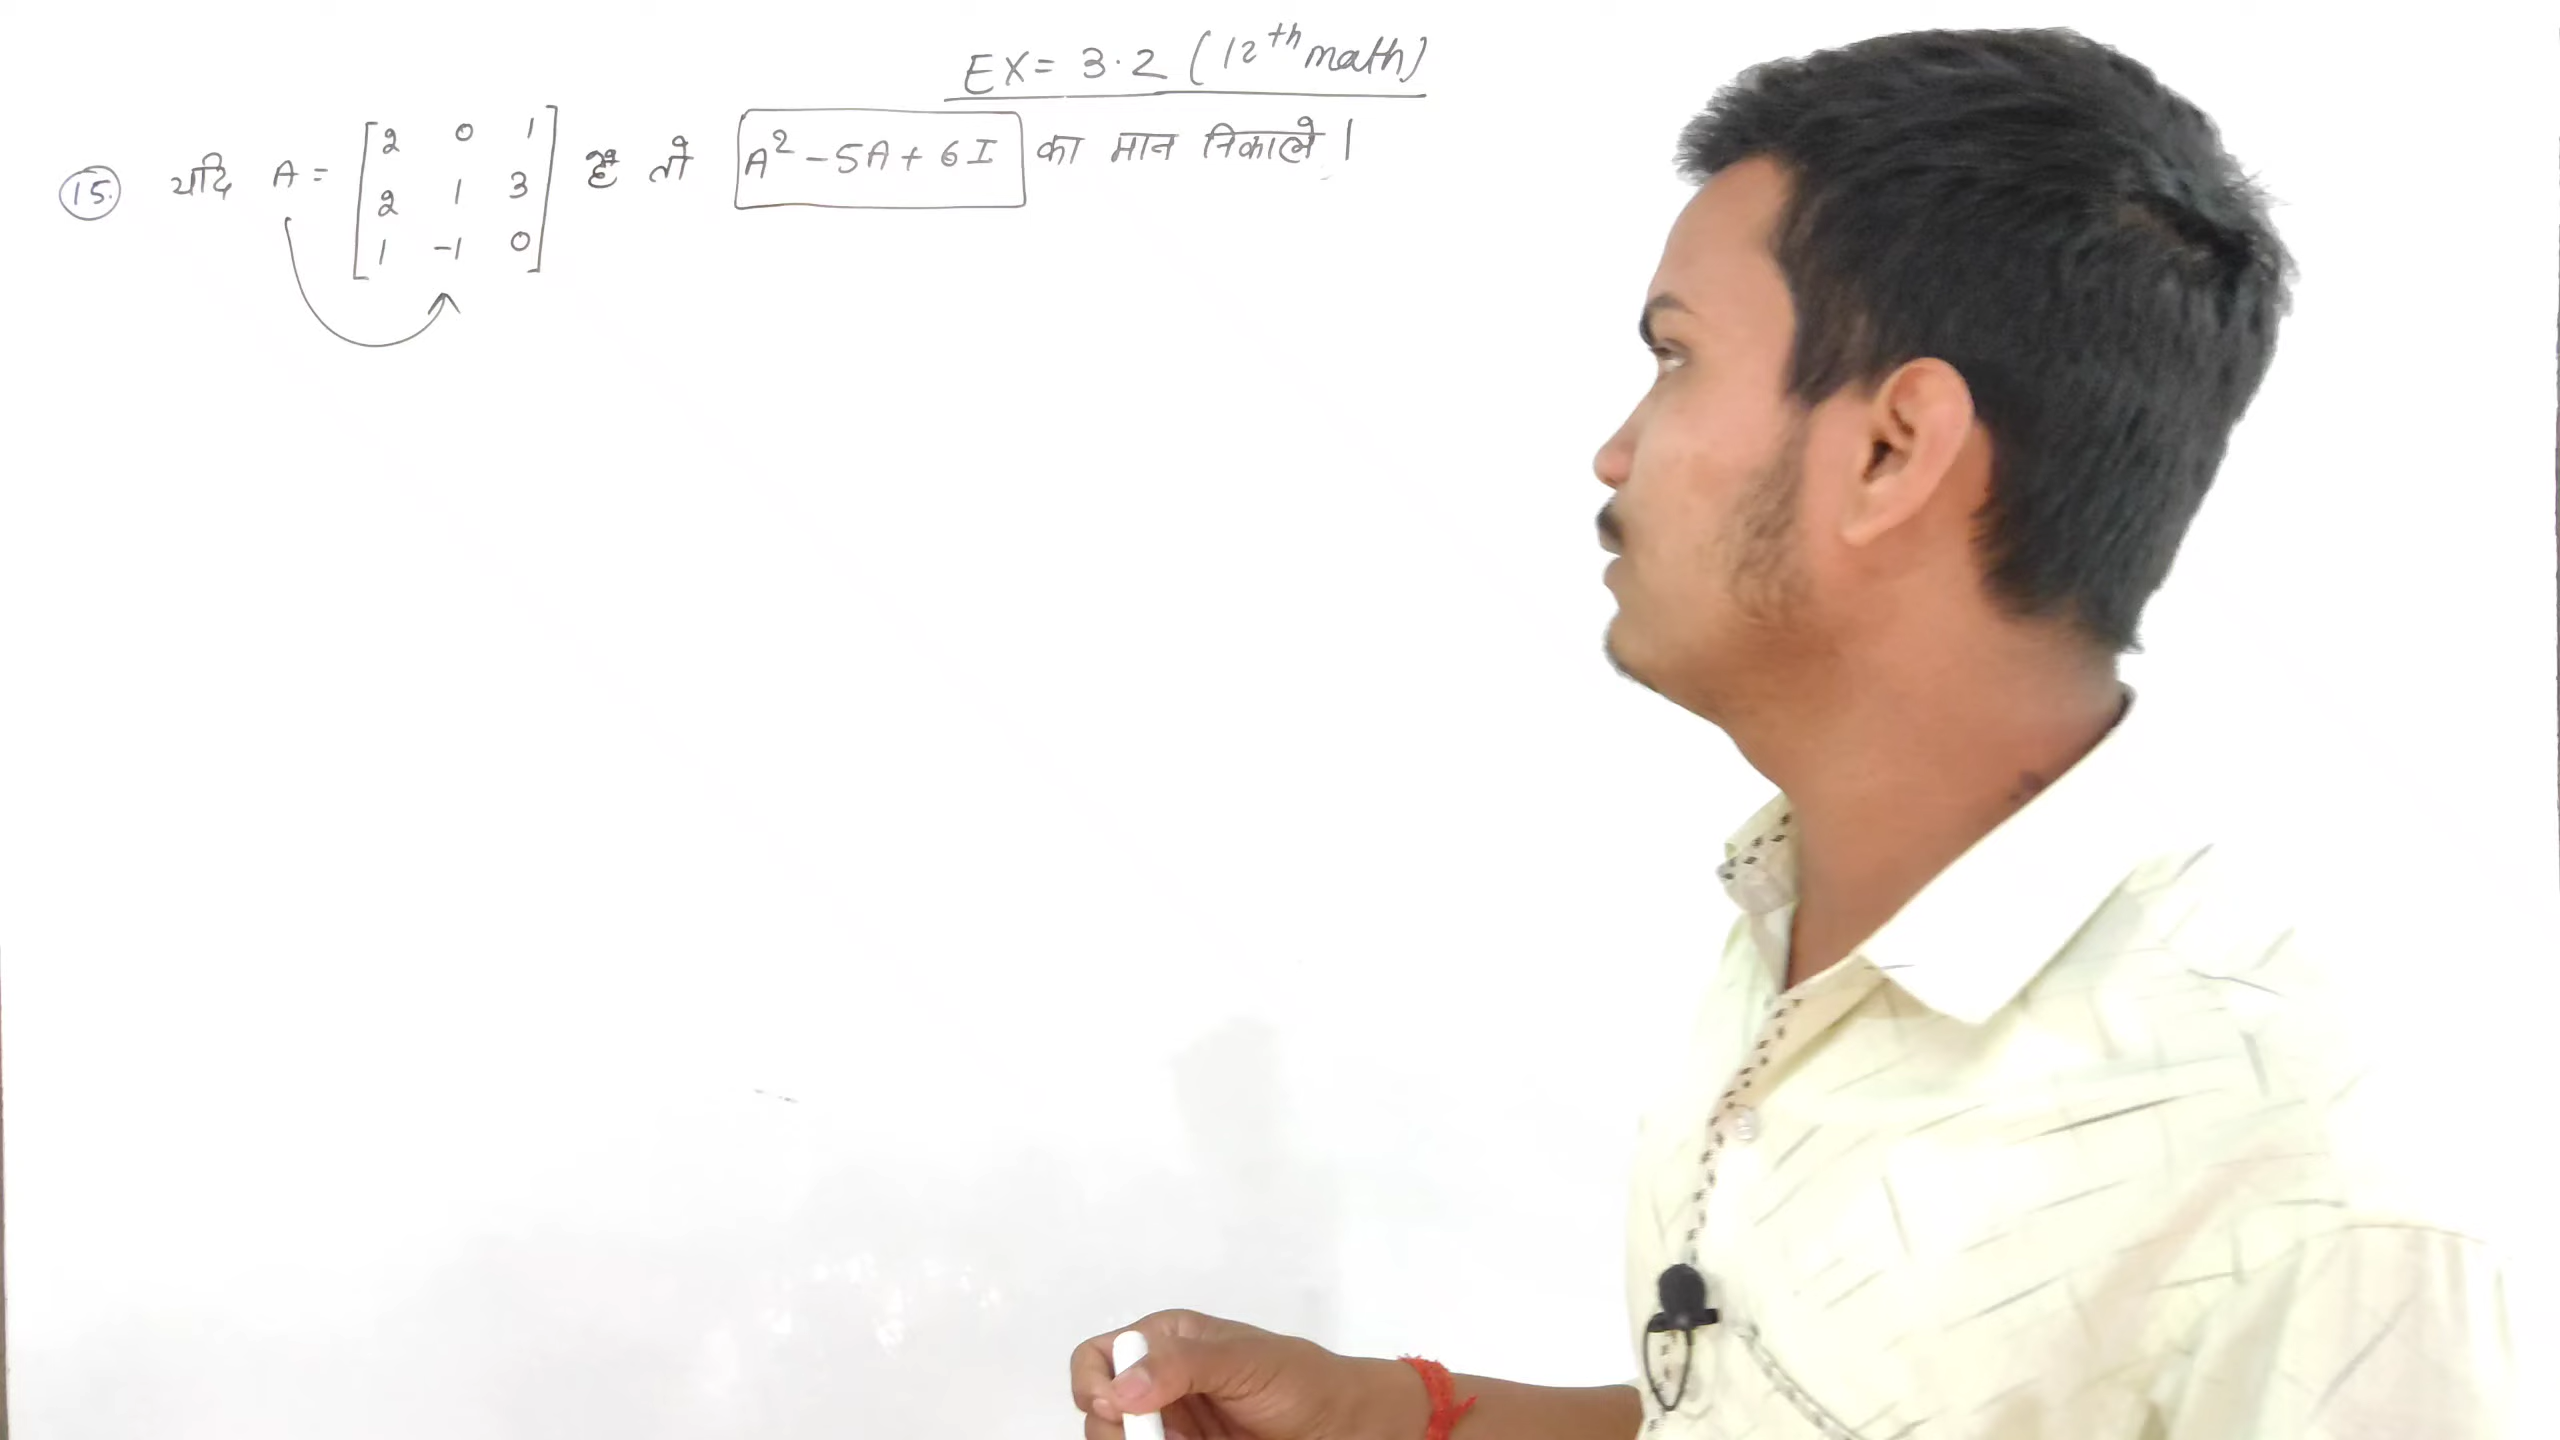 EX = 3.2 (12th math)
15. यदि A = [2 0 1 है तो A² - 5A + 6I का मान निकाले।
2 1 3
1 -1 0]